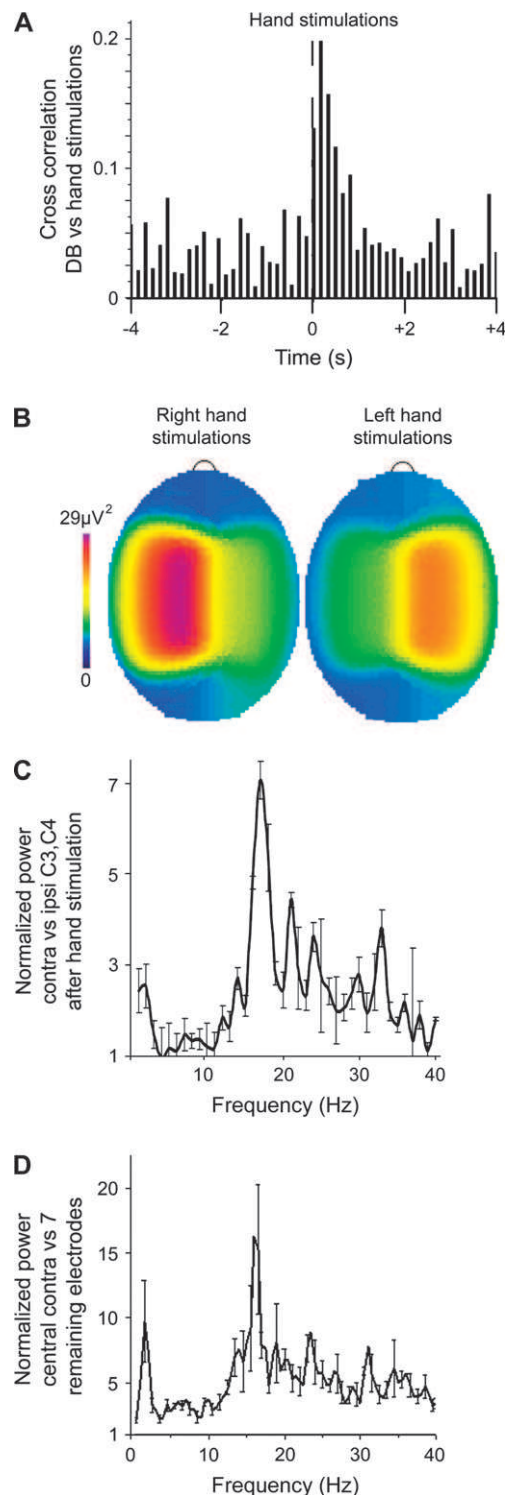 A
Hand stimulations
Cross correlation
DB vs hand stimulations
0.2
0.1
0
-4
-2
0
+2
+4
Time (s)
B
Right hand
stimulations
Left hand
stimulations
29µV²
0
C
Normalized power
contra vs ipsi C3,C4
after hand stimulation
7
5
3
1
10
20
30
40
Frequency (Hz)
D
Normalized power
central contra vs 7
remaining electrodes
20
15
10
5
1
0
10
20
30
40
Frequency (Hz)